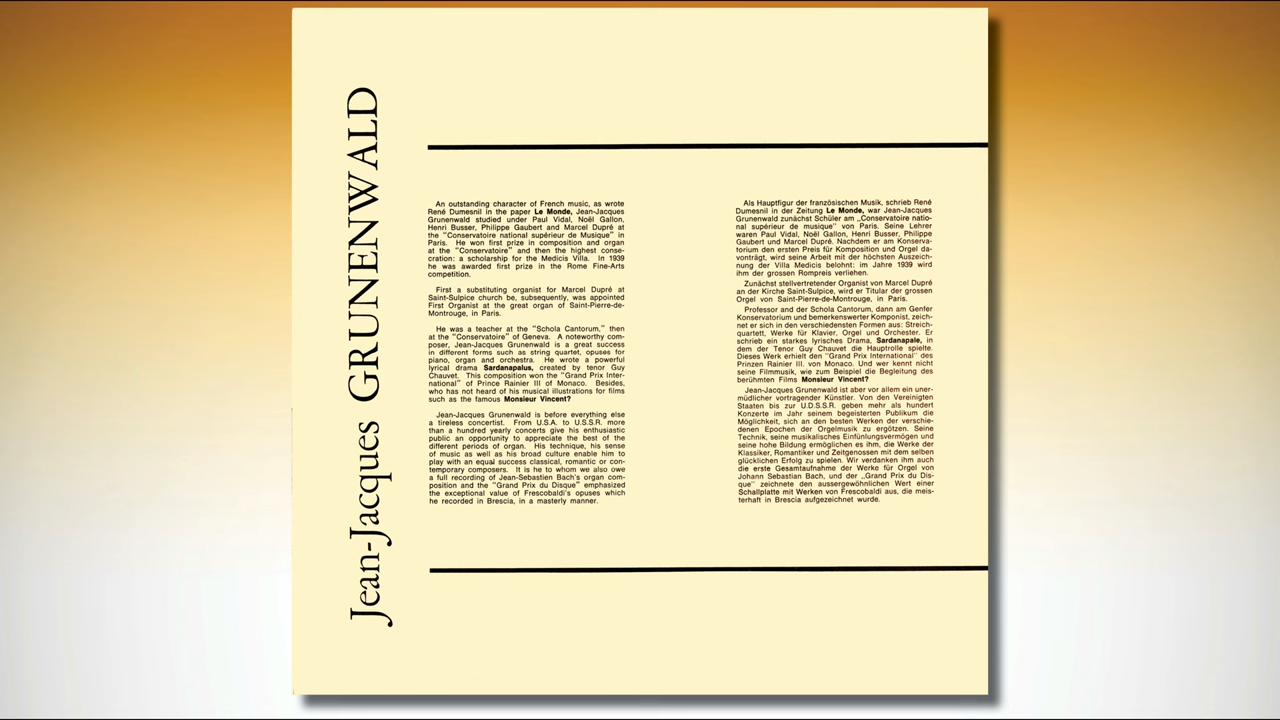 Jean-Jacques GRUNENWALD
An outstanding character of French music, as wrote
René Dumesnil in the paper Le Monde, Jean-Jacques
Grunenwald studied under Paul Vidal, Noël Gallon,
Henri Busser, Philippe Gaubert and Marcel Dupré at
the "Conservatoire national supérieur de Musique" in
Paris. He won first prize in composition and organ
at the "Conservatoire" and then the highest conse-
cration: a scholarship for the Medicis Villa. In 1939
he was awarded first prize in the Rome Fine-Arts
competition.
First a substituting organist for Marcel Dupré at
Saint-Sulpice church be, subsequently, was appointed
First Organist at the great organ of Saint-Pierre-de-
Montrouge, in Paris.
He was a teacher at the "Schola Cantorum," then
at the "Conservatoire" of Geneva. A noteworthy com-
poser, Jean-Jacques Grunenwald is a great success
in different forms such as string quartet, opuses for
piano, organ and orchestra. He wrote a powerful
lyrical drama Sardanapalus, created by tenor Guy
Chauvet. This composition won the "Grand Prix Inter-
national" of Prince Rainier III of Monaco. Besides,
who has not heard of his musical illustrations for films
such as the famous Monsieur Vincent?
Jean-Jacques Grunenwald is before everything else
a tireless concertist. From U.S.A. to U.S.S.R. more
than a hundred yearly concerts give his enthusiastic
public an opportunity to appreciate the best of the
different periods of organ. His technique, his sense
of music as well as his broad culture enable him to
play with an equal success classical, romantic or con-
temporary composers. It is he to whom we also owe
a full recording of Jean-Sebastien Bach's organ com-
position and the "Grand Prix du Disque" emphasized
the exceptional value of Frescobaldi's opuses which
he recorded in Brescia, in a masterly manner.
Als Hauptfigur der französischen Musik, schrieb René
Dumesnil in der Zeitung Le Monde, war Jean-Jacques
Grunenwald zunächst Schüler am „Conservatoire natio-
nal supérieur de musique" von Paris. Seine Lehrer
waren Paul Vidal, Noël Gallon, Henri Busser, Philippe
Gaubert und Marcel Dupré. Nachdem er am Konserva-
torium den ersten Preis für Komposition und Orgel da-
vonträgt, wird seine Arbeit mit der höchsten Auszeich-
nung der Villa Medicis belohnt: im Jahre 1939 wird
ihm der grossen Rompreis verliehen.
Zunächst stellvertretender Organist von Marcel Dupré
an der Kirche Saint-Sulpice, wird er Titular der grossen
Orgel von Saint-Pierre-de-Montrouge, in Paris.
Professor and der Schola Cantorum, dann am Genfer
Konservatorium und bemerkenswerter Komponist, zeich-
net er sich in den verschiedensten Formen aus: Streich-
quartett, Werke für Klavier, Orgel und Orchester. Er
schrieb ein starkes lyrisches Drama, Sardanapale, in
dem der Tenor Guy Chauvet die Hauptrolle spielte.
Dieses Werk erhielt den "Grand Prix International" des
Prinzen Rainier III. von Monaco. Und wer kennt nicht
seine Filmmusik, wie zum Beispiel die Begleitung des
berühmten Films Monsieur Vincent?
Jean-Jacques Grunenwald ist aber vor allem ein uner-
müdlicher vortragender Künstler. Von den Vereinigten
Staaten bis zur U.D.S.S.R. geben mehr als hundert
Konzerte im Jahr seinem begeisterten Publikum die
Möglichkeit, sich an den besten Werken der verschie-
denen Epochen der Orgelmusik zu ergötzen. Seine
Technik, seine musikalisches Einfünlungsvermögen und
seine hohe Bildung ermöglichen es ihm, die Werke der
Klassiker, Romantiker und Zeitgenossen mit dem selben
glücklichen Erfolg zu spielen. Wir verdanken ihm auch
die erste Gesamtaufnahme der Werke für Orgel von
Johann Sebastian Bach, und der „Grand Prix du Dis-
que" zeichnete den aussergewöhnlichen Wert einer
Schallplatte mit Werken von Frescobaldi aus, die meis-
terhaft in Brescia aufgezeichnet wurde.